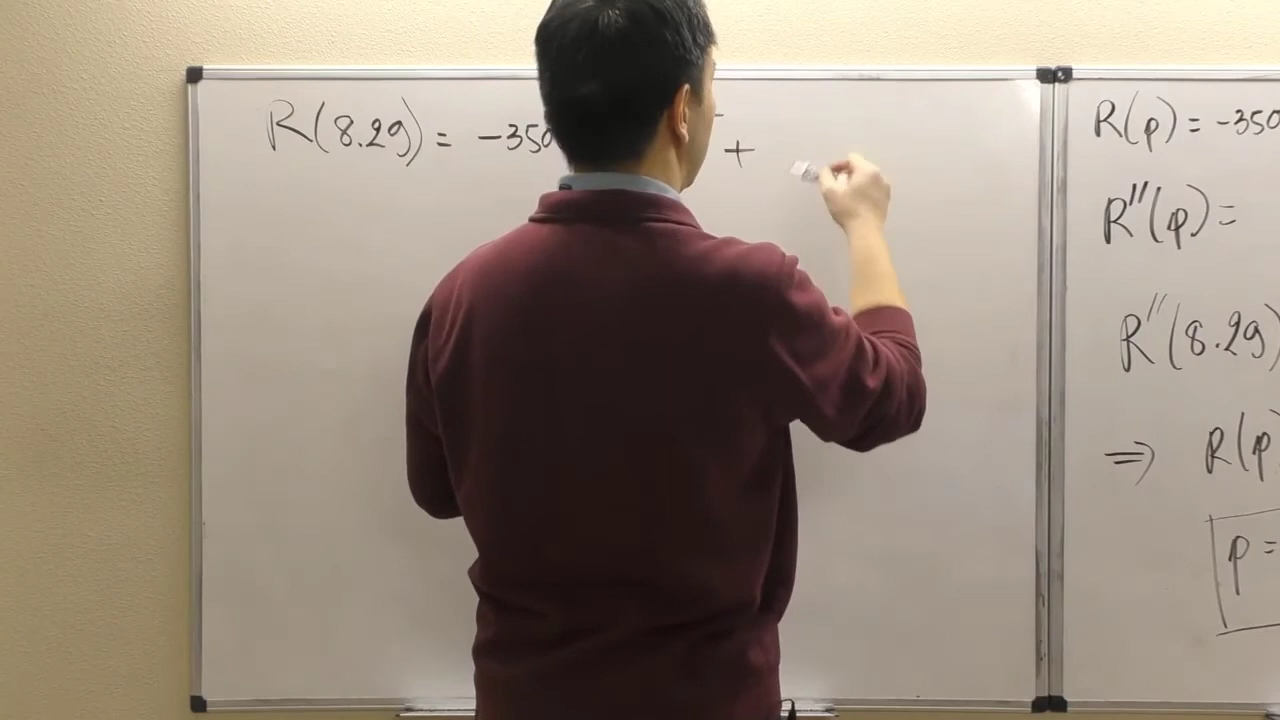 R(8.29) = -350 +
R(p) = -350
R''(p) =
R''(8.29)
⇒ R(p)
p =